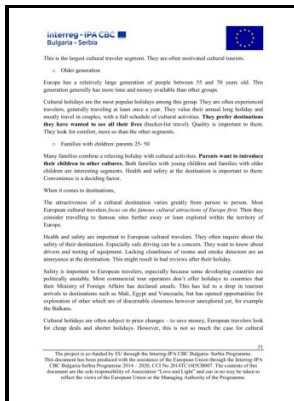 Interreg - IPA CBC
Bulgaria - Serbia
This is the largest cultural traveler segment. They are often motivated cultural tourists.
o Older generation
Europe has a relatively large generation of people between 55 and 70 years old. This
generation generally has more time and money available than other groups.
Cultural holidays are the most popular holidays among this group. They are often experienced
travelers, generally traveling at least once a year. They value their annual long holiday and
mostly travel in couples, with a full schedule of cultural activities. They prefer destinations
they have wanted to see all their lives (bucket-list travel). Quality is important to them.
They look for comfort, more so than the other segments.
o Families with children: parents 25- 50
Many families combine a relaxing holiday with cultural activities. Parents want to introduce
their children to other cultures. Both families with young children and families with older
children are interesting segments. Health and safety at the destination is important to them.
Convenience is a deciding factor.
When it comes to destinations,
The attractiveness of a cultural destination varies greatly from person to person. Most
European cultural travelers focus on the famous cultural attractions of Europe first. Then they
consider travelling to famous sites further away or least explored within the territory of
Europe.
Health and safety are important to European travelers. They often inquire about the
safety of their destination. Especially safe driving can be a concern. They want to know about
drivers and testing of equipment. Lacking cleanliness of rooms and smoke detectors are an
annoyance at the destination. This might result in bad reviews after their holiday.
Safety is important to European travelers, especially because some developing countries are
politically unstable. Most commercial tour operators don't offer holidays to countries that
their Ministry of Foreign Affairs has declared unsafe. This has led to a drop in tourism
arrivals to destinations such as Mali, Egypt and Venezuela, but has opened opportunities for
exploration of other which are of discernable closeness however unexplored yet, for example
the Balkans.
Cultural holidays are often subject to price changes – to save money, European travelers look
for cheap deals and shorter holidays. However, this is not so much the case for cultural
51
The project is co-funded by EU through the Interreg-IPA CBC Bulgaria–Serbia Programme.
This document has been produced with the assistance of the European Union through the Interreg-IPA
CBC Bulgaria-Serbia Programme 2014 – 2020, CCI No 2014TC16I5CB007. The contents of this
document are the sole responsibility of Association "Love and Light" and can in no way be taken to
reflect the views of the European Union or the Managing Authority of the Programme.